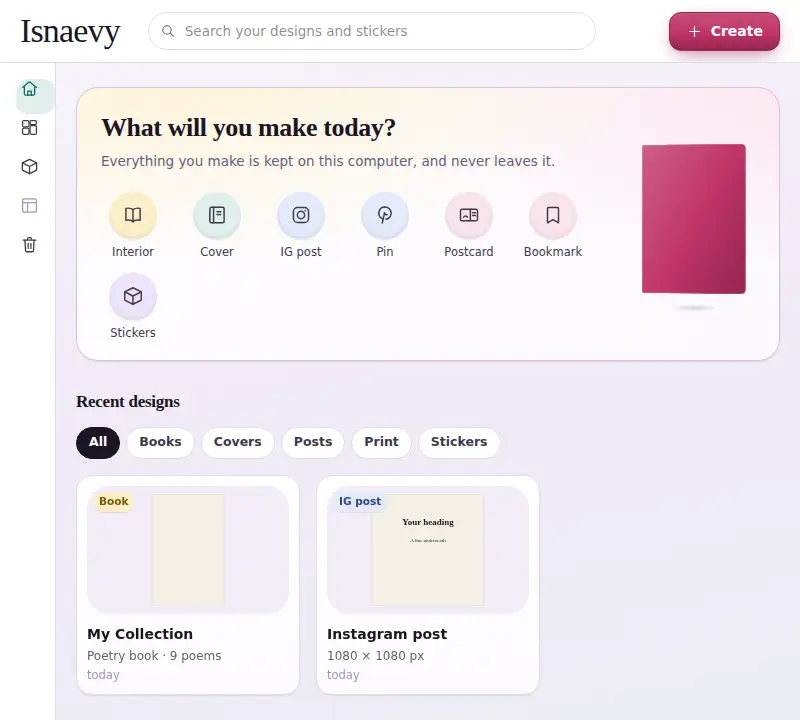 Isnaevy
Search your designs and stickers
Create
What will you make today?
Everything you make is kept on this computer, and never leaves it.
Interior
Cover
IG post
Pin
Postcard
Bookmark
Stickers
Recent designs
All
Books
Covers
Posts
Print
Stickers
Book
IG post
Your heading
A line underneath
My Collection
Instagram post
Poetry book · 9 poems
1080 × 1080 px
today
today